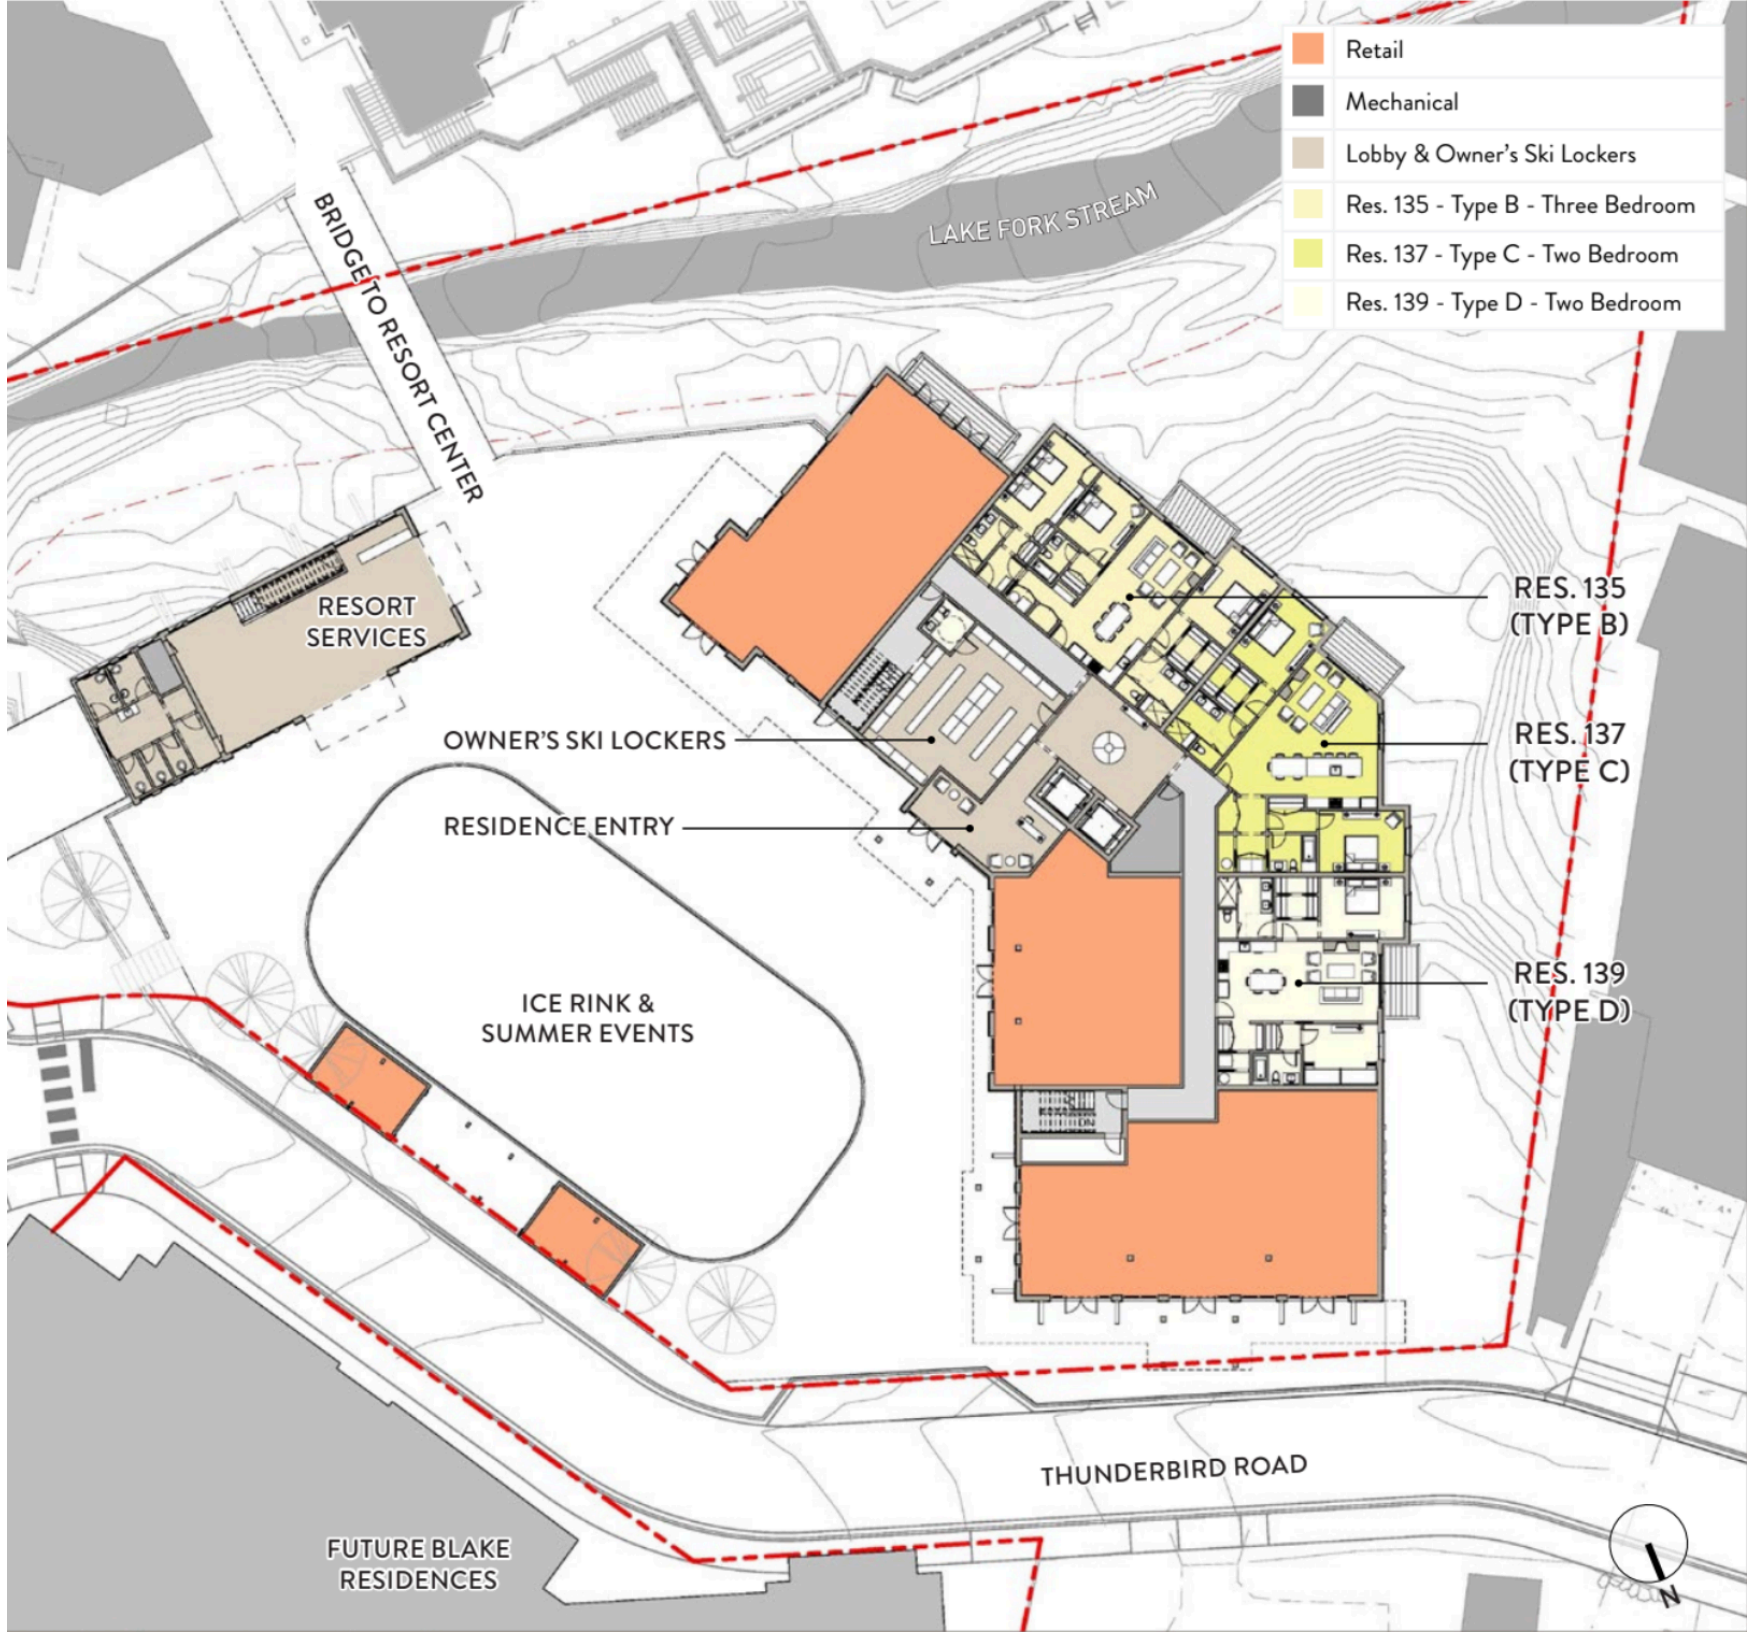 Retail
Mechanical
Lobby & Owner's Ski Lockers
Res. 135 - Type B - Three Bedroom
Res. 137 - Type C - Two Bedroom
Res. 139 - Type D - Two Bedroom
LAKE FORK STREAM
BRIDGE TO RESORT CENTER
RESORT
SERVICES
RES. 135
(TYPE B)
OWNER'S SKI LOCKERS
RES. 137
(TYPE C)
RESIDENCE ENTRY
RES. 139
(TYPE D)
ICE RINK &
SUMMER EVENTS
DN
THUNDERBIRD ROAD
FUTURE BLAKE
RESIDENCES
N